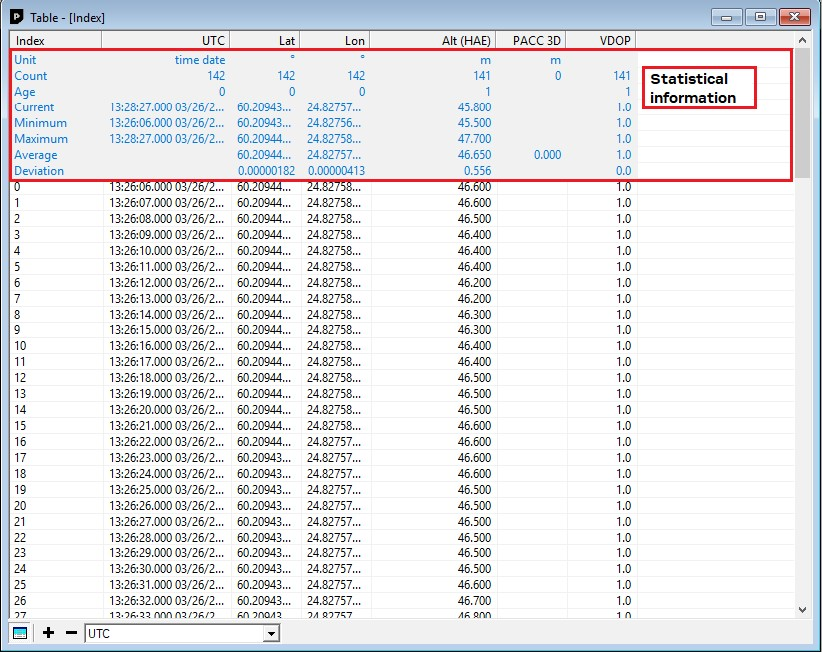 Table - [Index]
Index UTC Lat Lon Alt (HAE) PACC 3D VDOP
Unit time date ° ° m m
Count 142 142 142 141 0 141
Age 0 0 0 1 1
Current 13:28:27.000 03/26/2... 60.20943... 24.82757... 45.800 1.0
Minimum 13:26:06.000 03/26/2... 60.20943... 24.82756... 45.500 1.0
Maximum 13:28:27.000 03/26/2... 60.20944... 24.82758... 47.700 1.0
Average 60.20944... 24.82757... 46.650 0.000 1.0
Deviation 0.00000182 0.00000413 0.556 0.0
Statistical
information
0 13:26:06.000 03/26/2... 60.20944... 24.82758... 46.600 1.0
1 13:26:07.000 03/26/2... 60.20944... 24.82758... 46.600 1.0
2 13:26:08.000 03/26/2... 60.20944... 24.82758... 46.500 1.0
3 13:26:09.000 03/26/2... 60.20944... 24.82758... 46.400 1.0
4 13:26:10.000 03/26/2... 60.20944... 24.82758... 46.400 1.0
5 13:26:11.000 03/26/2... 60.20944... 24.82758... 46.400 1.0
6 13:26:12.000 03/26/2... 60.20944... 24.82758... 46.200 1.0
7 13:26:13.000 03/26/2... 60.20944... 24.82758... 46.200 1.0
8 13:26:14.000 03/26/2... 60.20944... 24.82758... 46.300 1.0
9 13:26:15.000 03/26/2... 60.20944... 24.82758... 46.300 1.0
10 13:26:16.000 03/26/2... 60.20944... 24.82758... 46.400 1.0
11 13:26:17.000 03/26/2... 60.20944... 24.82758... 46.400 1.0
12 13:26:18.000 03/26/2... 60.20944... 24.82758... 46.500 1.0
13 13:26:19.000 03/26/2... 60.20944... 24.82758... 46.500 1.0
14 13:26:20.000 03/26/2... 60.20944... 24.82758... 46.500 1.0
15 13:26:21.000 03/26/2... 60.20944... 24.82758... 46.600 1.0
16 13:26:22.000 03/26/2... 60.20944... 24.82757... 46.600 1.0
17 13:26:23.000 03/26/2... 60.20943... 24.82757... 46.600 1.0
18 13:26:24.000 03/26/2... 60.20943... 24.82757... 46.600 1.0
19 13:26:25.000 03/26/2... 60.20943... 24.82757... 46.500 1.0
20 13:26:26.000 03/26/2... 60.20943... 24.82757... 46.500 1.0
21 13:26:27.000 03/26/2... 60.20943... 24.82757... 46.500 1.0
22 13:26:28.000 03/26/2... 60.20943... 24.82757... 46.500 1.0
23 13:26:29.000 03/26/2... 60.20943... 24.82757... 46.500 1.0
24 13:26:30.000 03/26/2... 60.20943... 24.82757... 46.500 1.0
25 13:26:31.000 03/26/2... 60.20943... 24.82757... 46.600 1.0
26 13:26:32.000 03/26/2... 60.20943... 24.82757... 46.700 1.0
27 13:26:33.000 03/26/2... 60.20943... 24.82757... 46.800 1.0
UTC